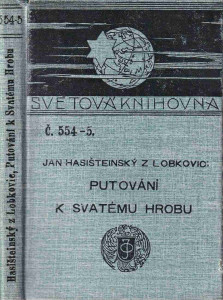 554-5
Hasišteinský z Lobkovic, Putování k Svatému Hrobu
SVĚTOVÁ KNIHOVNA
Č. 554-5.
JAN HASIŠTEINSKÝ Z LOBKOVIC:
PUTOVÁNÍ
K SVATÉMU HROBU